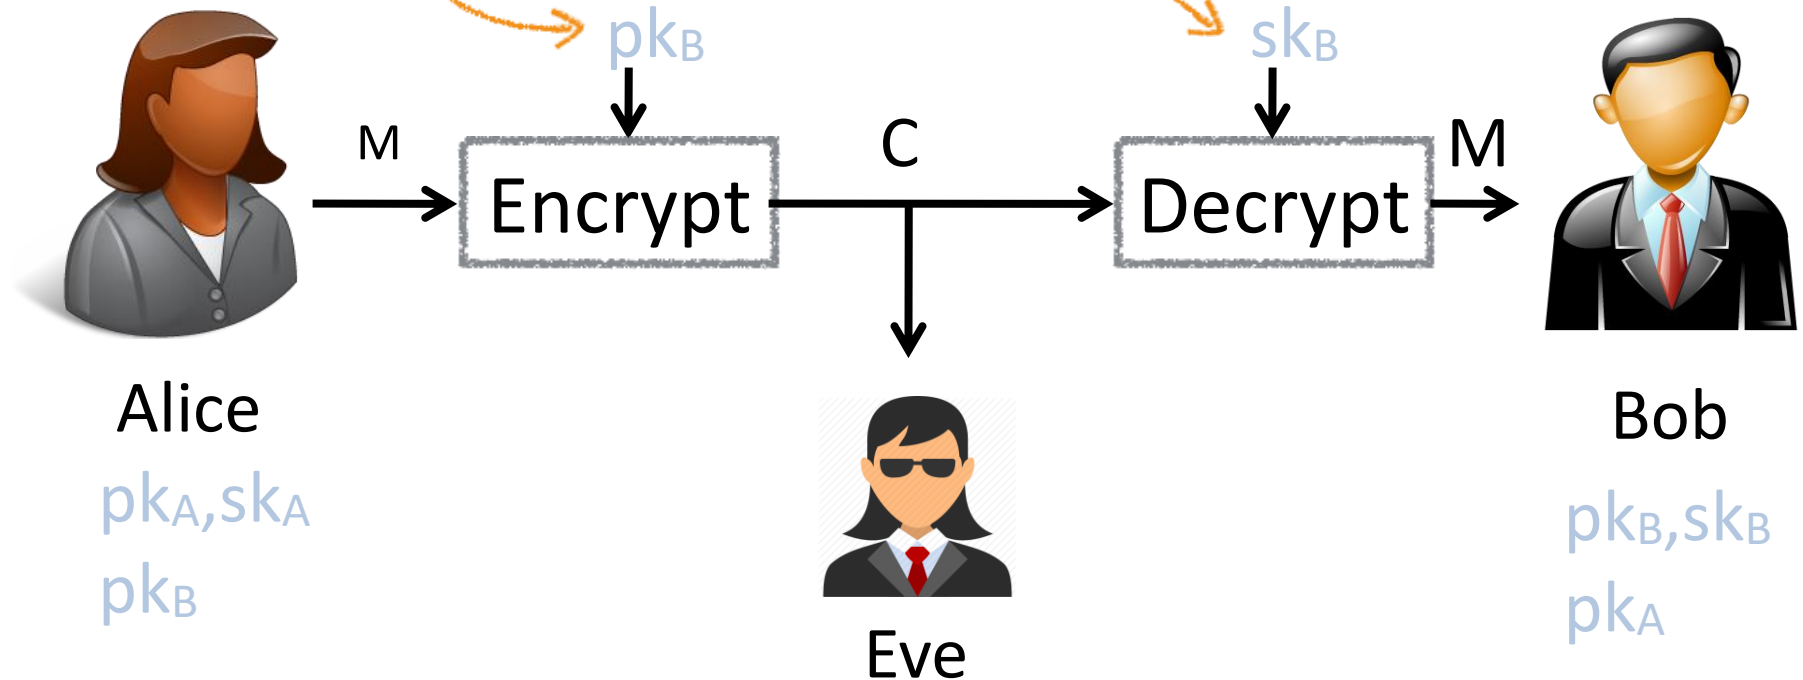 pkB
skB
M
C
M
Encrypt
Decrypt
Alice
Bob
pkA,skA
pkB,skB
pkB
pkA
Eve